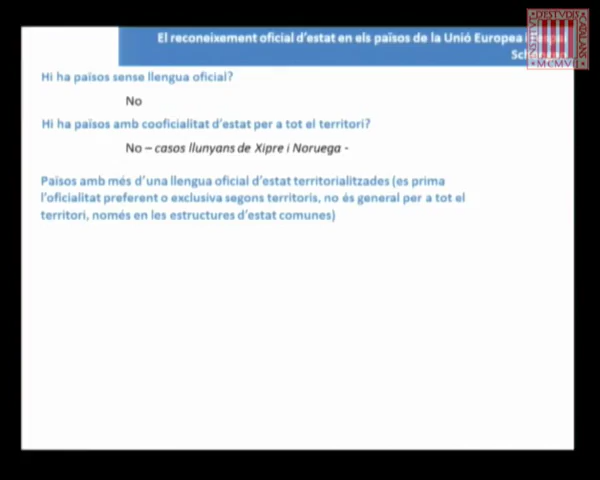 El reconeixement oficial d'estat en els països de la Unió Europea
Hi ha països sense llengua oficial?
No
Hi ha països amb cooficialitat d'estat per a tot el territori?
No – casos llunyans de Xipre i Noruega -
Països amb més d'una llengua oficial d'estat territorialitzades (es prima
l'oficialitat preferent o exclusiva segons territoris, no és general per a tot el
territori, només en les estructures d'estat comunes)